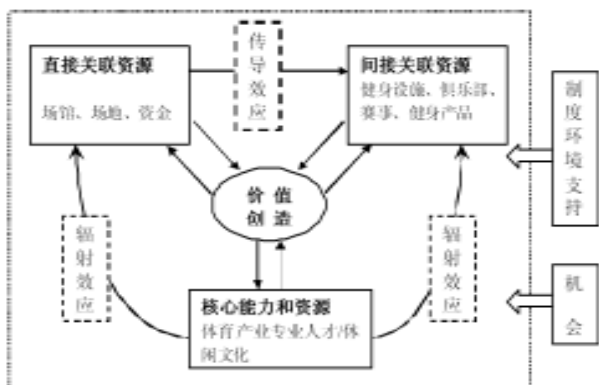 传导效应
直接关联资源
场馆、场地、资金
间接关联资源
健身设施、俱乐部、
赛事、健身产品
制度环境支持
价 值
创 造
辐射效应
辐射效应
核心能力和资源
体育产业专业人才/休
闲文化
机会